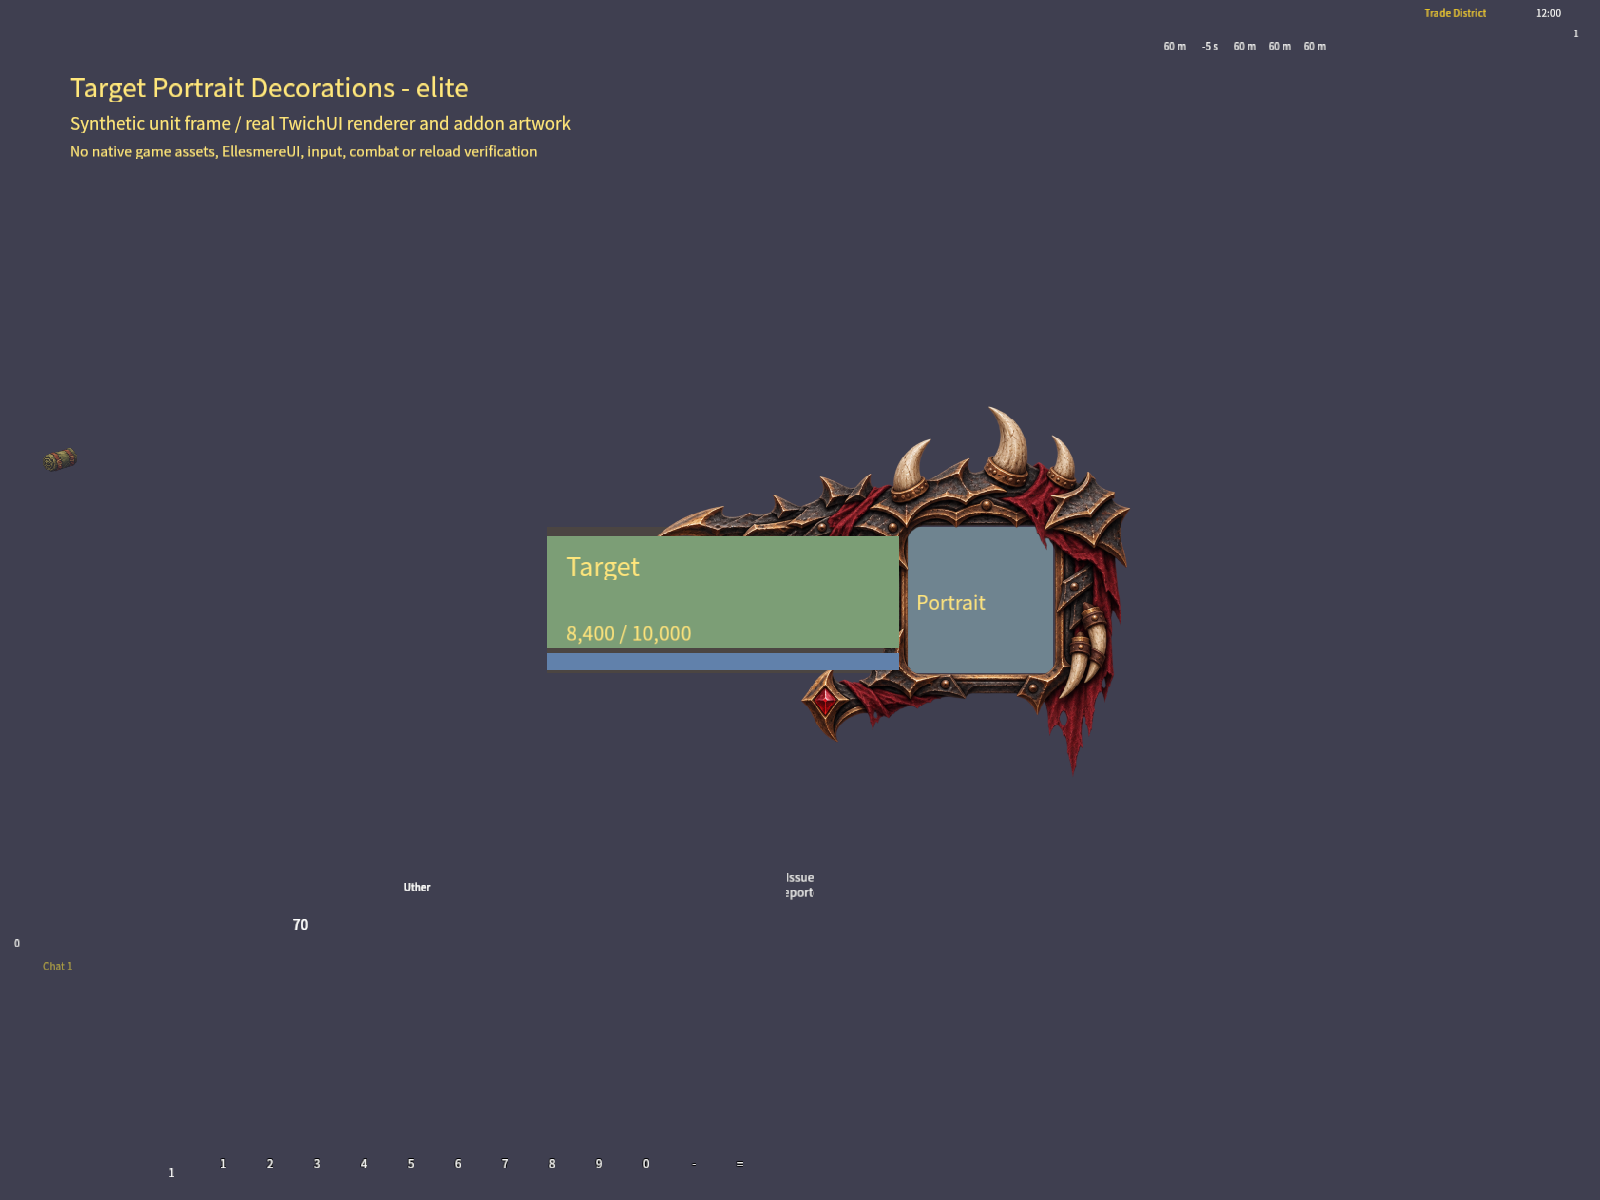 Trade District
12:00
1
60 m
-5 s
60 m
60 m
60 m
Target Portrait Decorations - elite
Synthetic unit frame / real TwichUI renderer and addon artwork
No native game assets, EllesmereUI, input, combat or reload verification
Target
Portrait
8,400 / 10,000
Issue
eport
Uther
70
0
Chat 1
1
1 2 3 4 5 6 7 8 9 0 - =